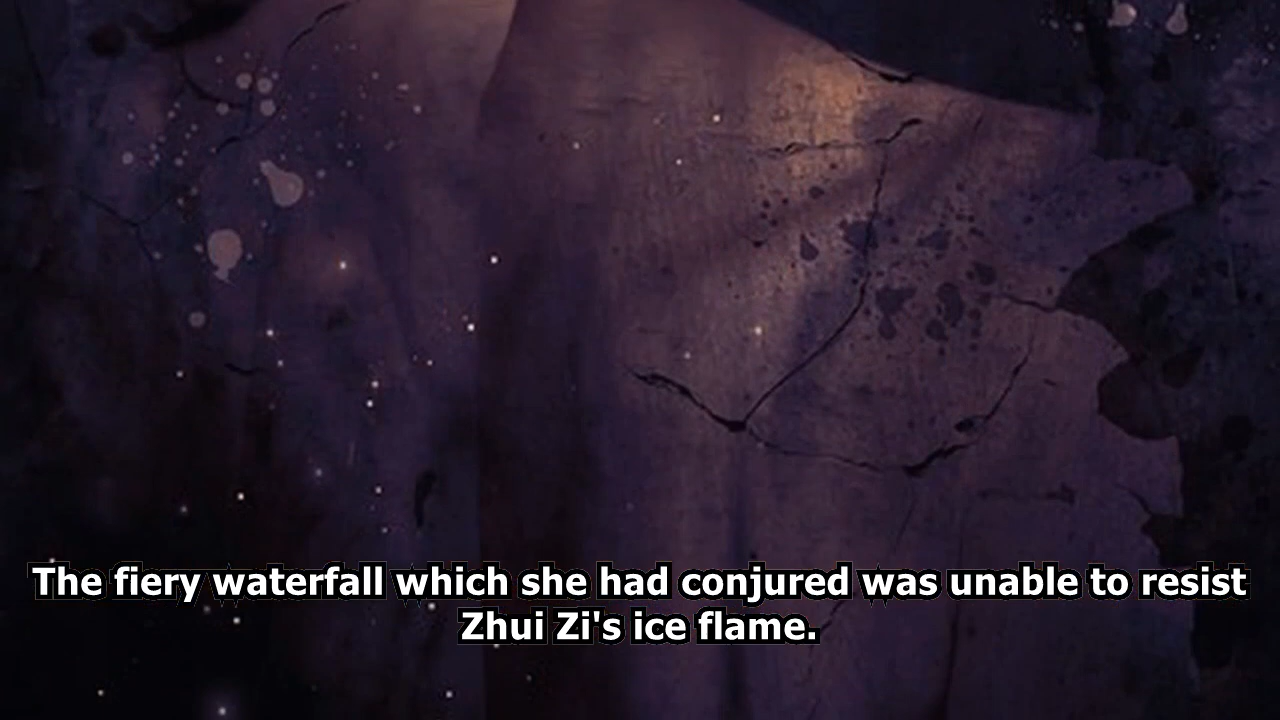 The fiery waterfall which she had conjured was unable to resist
Zhui Zi's ice flame.